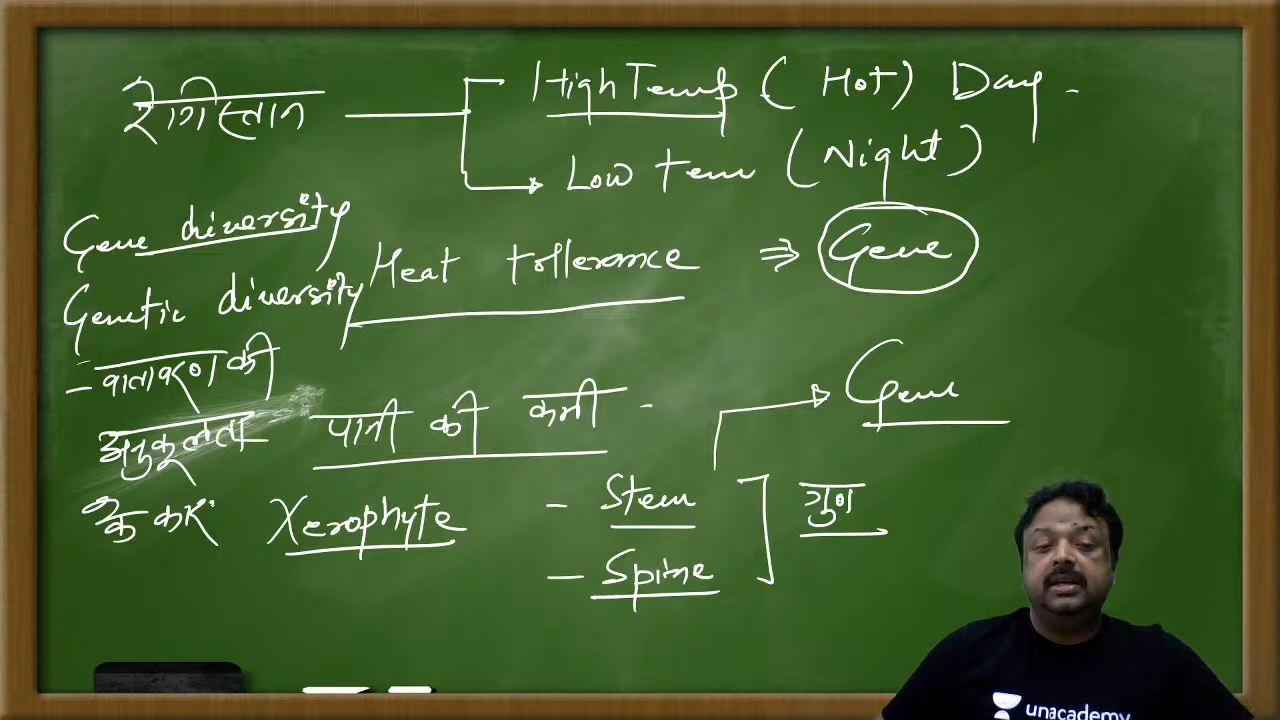 रेगिस्तान
High Temp (Hot) Day
Low Tem (Night)
Gene diversity
Heat tollerance ⇒ Gene
Genetic diversity
- वातावरण की
अनुकूलता
के कारण
पानी की कमी -
Gene
Xerophyte
- Stem
- Spine
गुण
unacademy